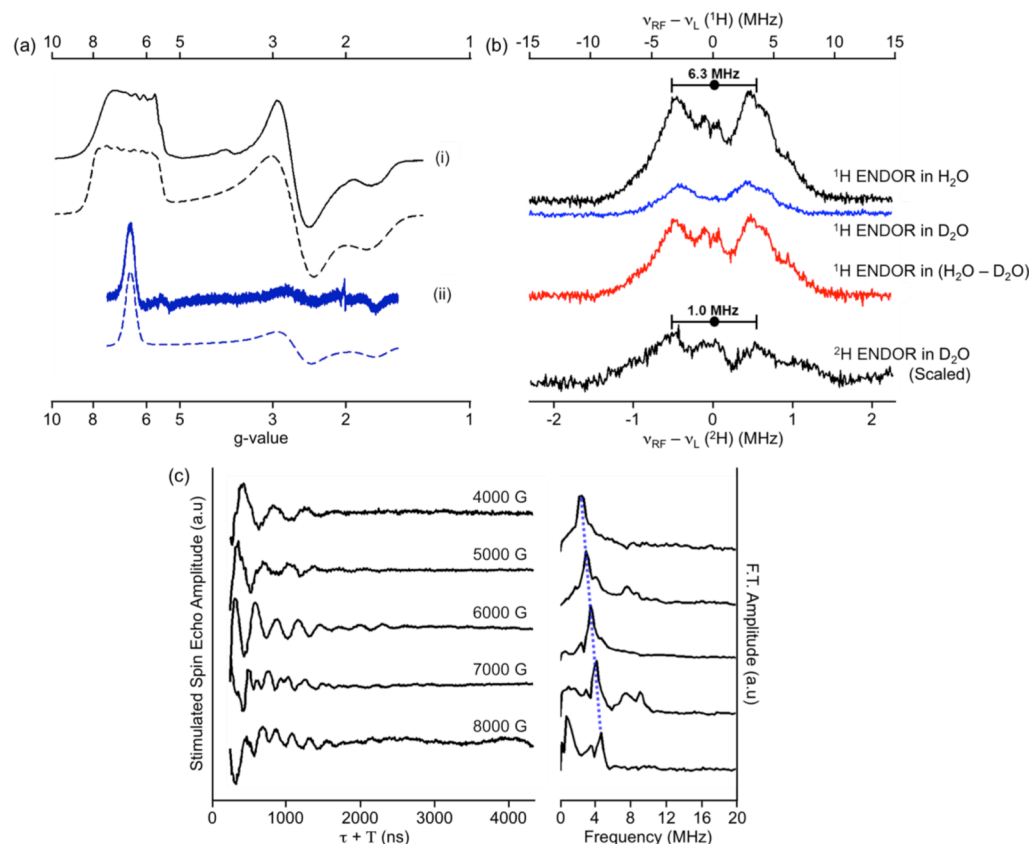 (a)
10 8 6 5 3 2 1
(i)
(ii)
10 8 6 5 3 2 1
g-value
(b)
ν_RF – ν_L (¹H) (MHz)
-15 -10 -5 0 5 10 15
6.3 MHz
¹H ENDOR in H₂O
¹H ENDOR in D₂O
¹H ENDOR in (H₂O – D₂O)
1.0 MHz
²H ENDOR in D₂O
(Scaled)
-2 -1 0 1 2
ν_RF – ν_L (²H) (MHz)
(c)
Stimulated Spin Echo Amplitude (a.u)
4000 G
5000 G
6000 G
7000 G
8000 G
0 1000 2000 3000 4000
τ + T (ns)
F.T. Amplitude (a.u)
0 4 8 12 16 20
Frequency (MHz)